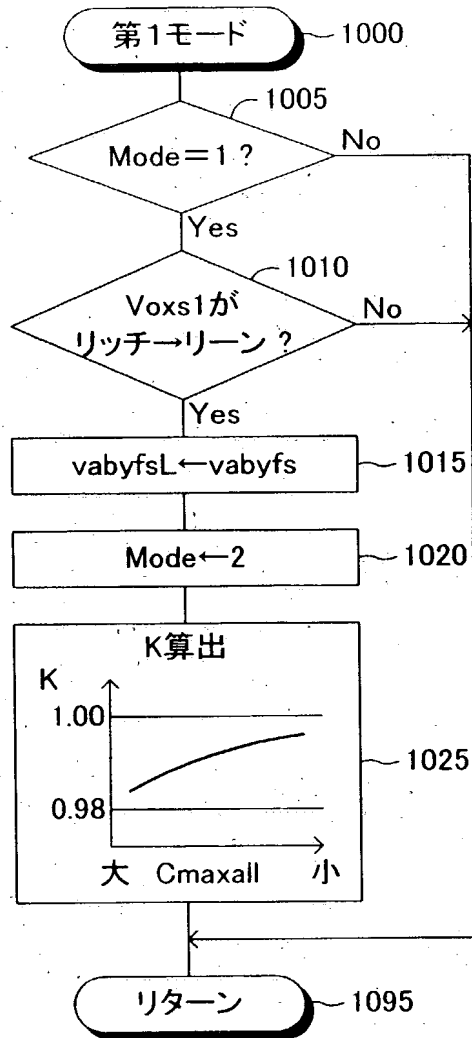 第1モード
1000
1005
Mode=1?
No
Yes
1010
Voxs1が
リッチ→リーン?
No
Yes
vabyfsL←vabyfs
1015
Mode←2
1020
K算出
K
1.00
0.98
大 Cmaxall 小
1025
リターン
1095